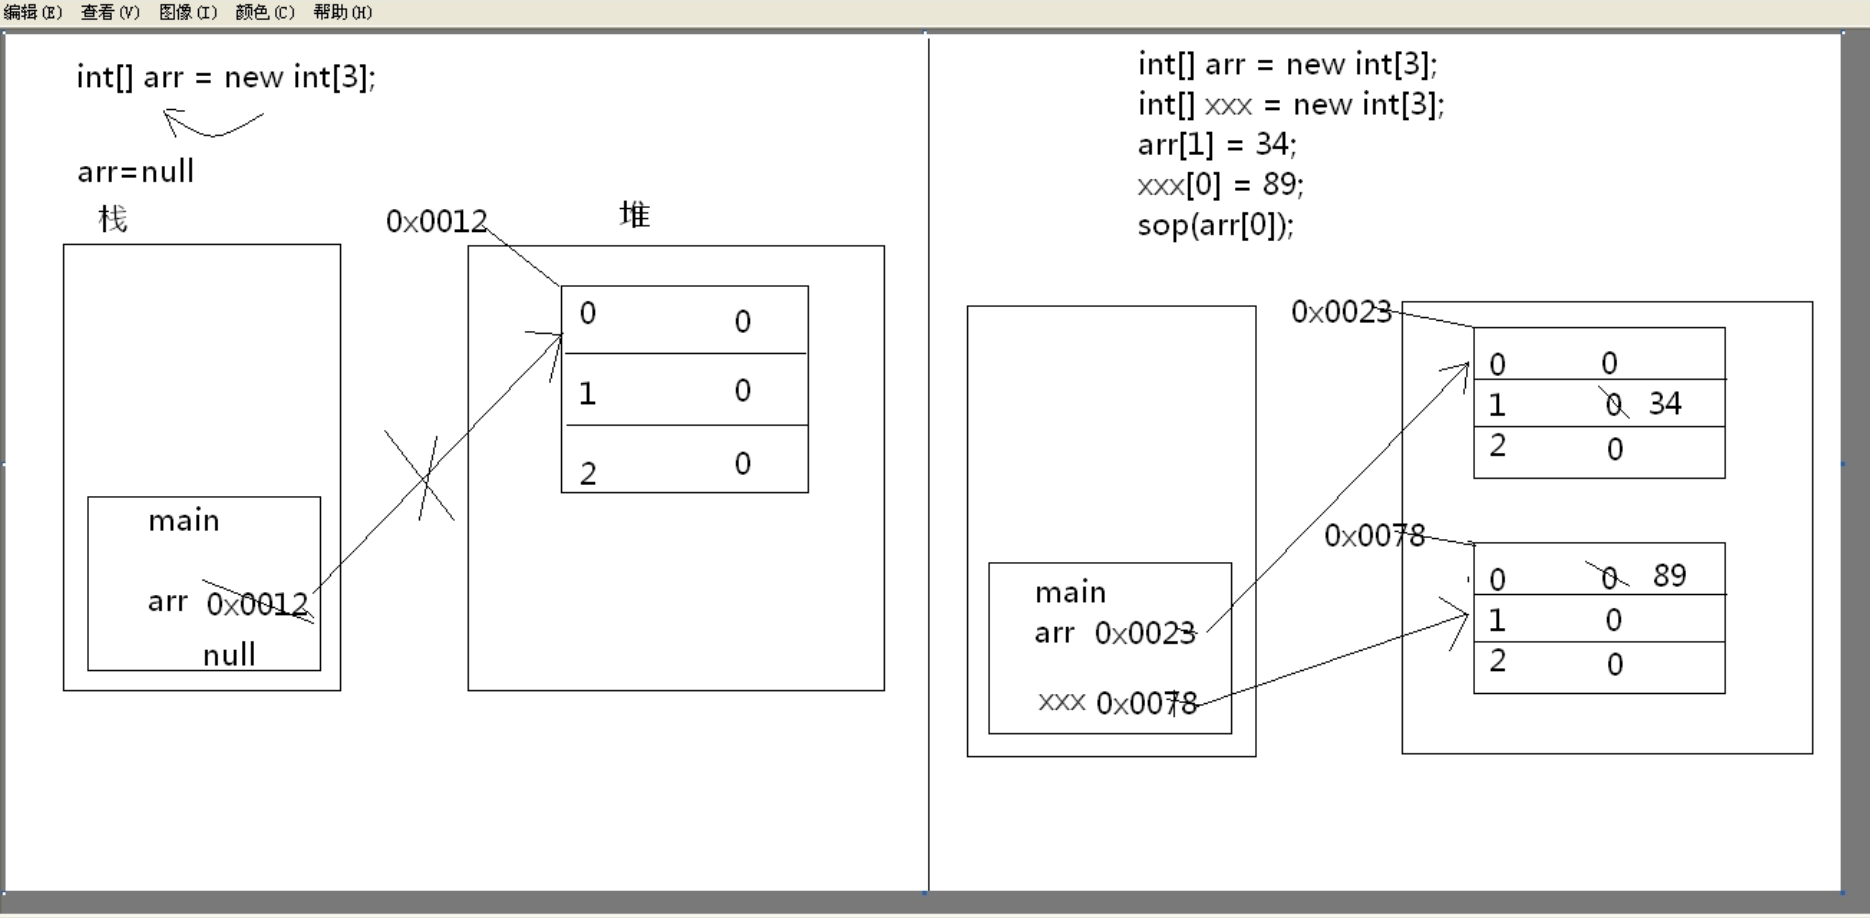 编辑(E) 查看(V) 图像(I) 颜色(C) 帮助(H)
int[] arr = new int[3];
arr=null
栈
0x0012
堆
0 0
1 0
2 0
main
arr 0x0012
null
int[] arr = new int[3];
int[] xxx = new int[3];
arr[1] = 34;
xxx[0] = 89;
sop(arr[0]);
0x0023
0 0
1 0 34
2 0
0x0078
0 0 89
1 0
2 0
main
arr 0x0023
xxx 0x0078